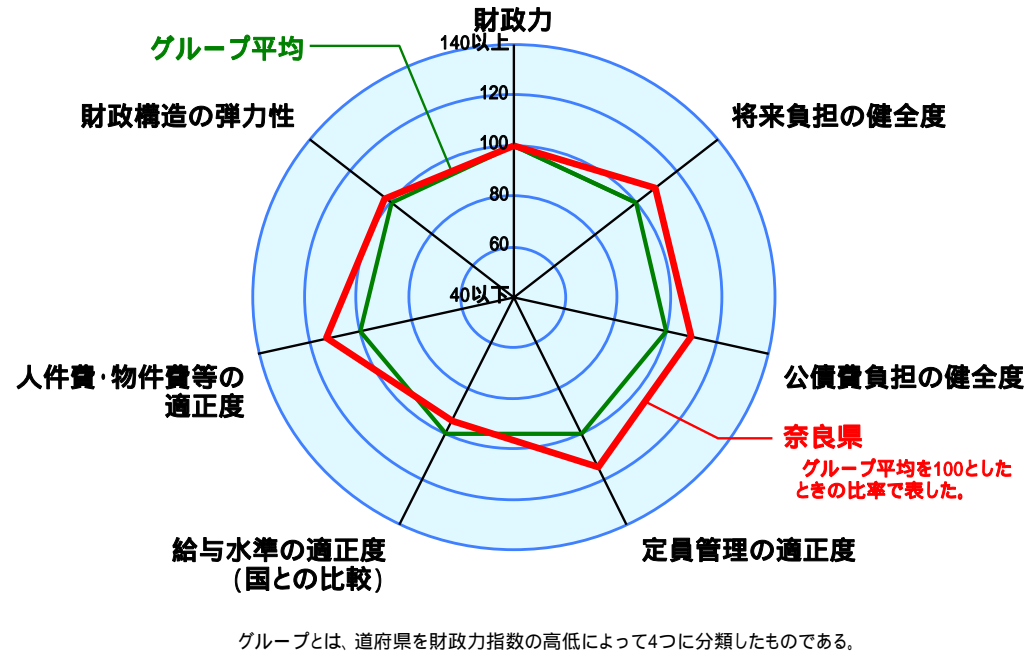 財政力
140以上
グループ平均
120
財政構造の弾力性
将来負担の健全度
100
80
60
40以下
人件費・物件費等の
適正度
公債費負担の健全度
奈良県
グループ平均を100とした
ときの比率で表した。
給与水準の適正度
(国との比較)
定員管理の適正度
グループとは、道府県を財政力指数の高低によって4つに分類したものである。